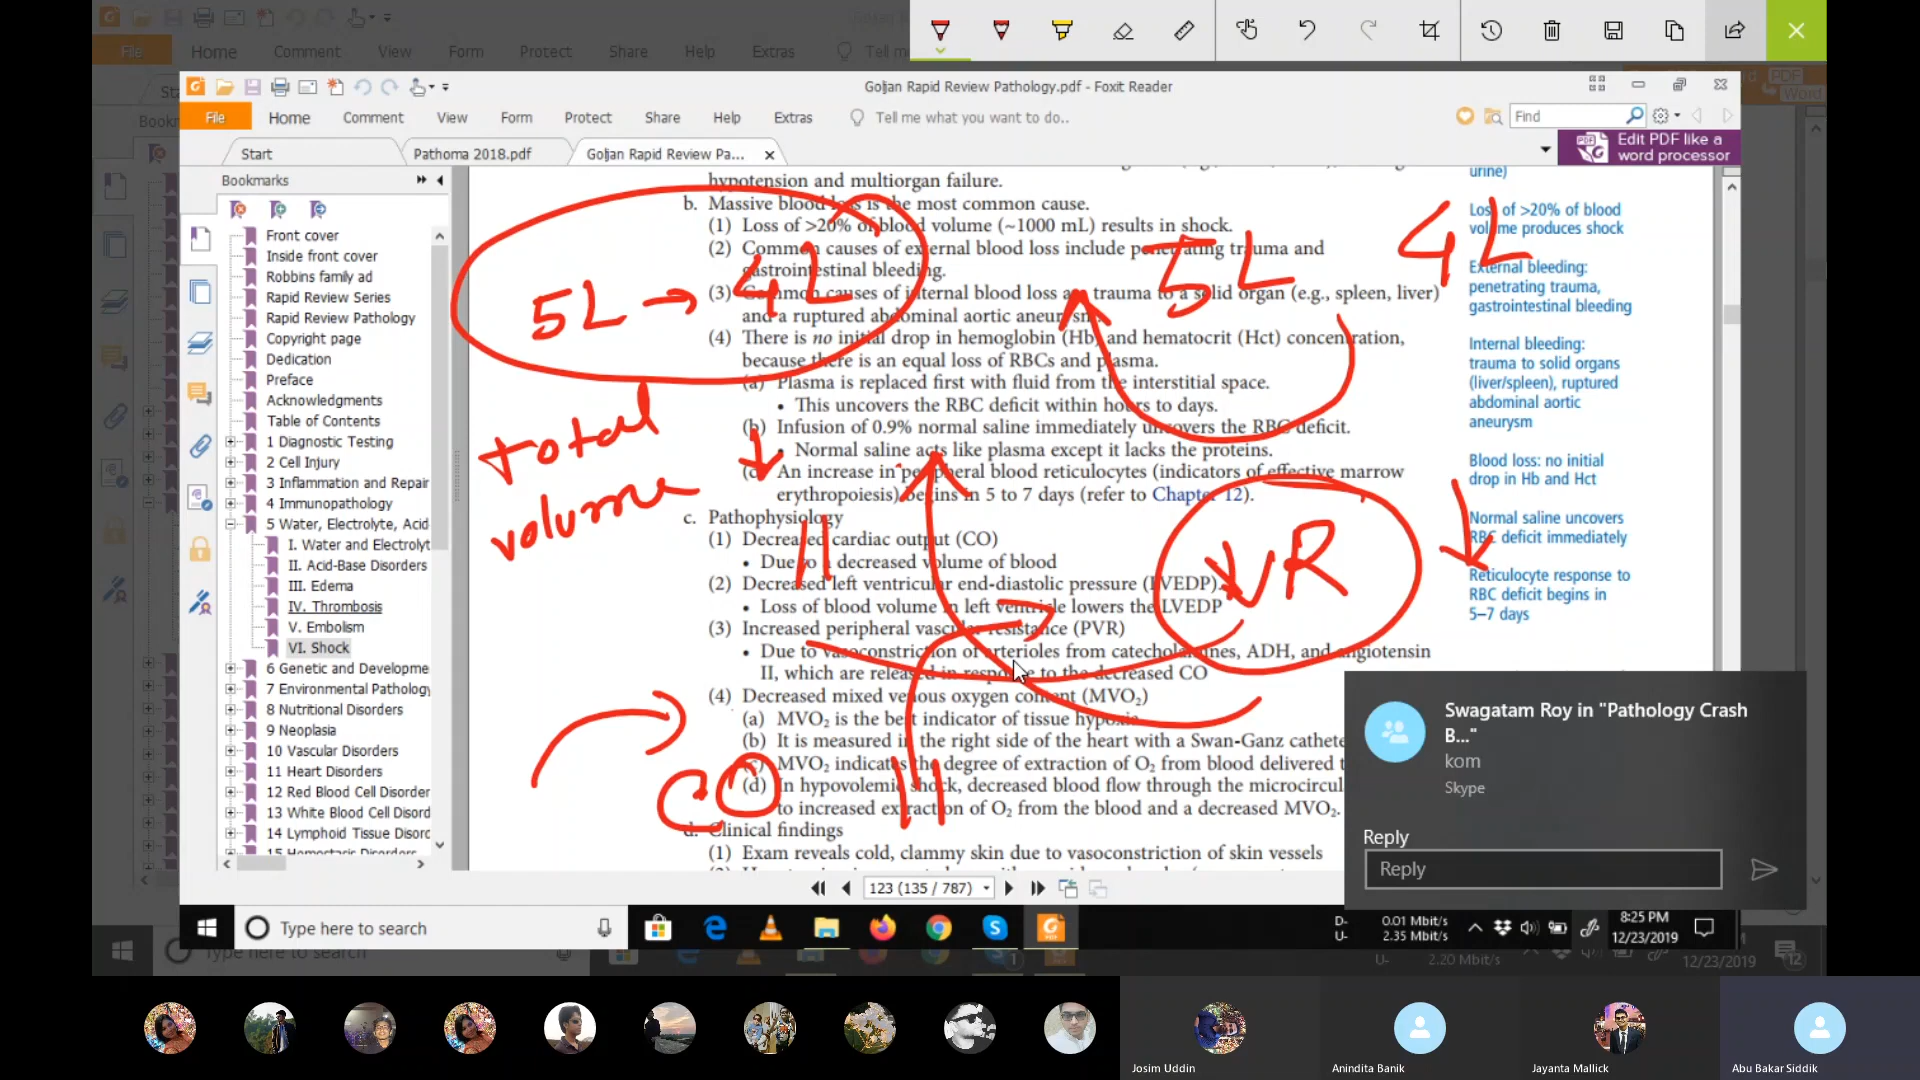 File Home Comment View Form Protect Share Help Extras Tell me
Goljan Rapid Review Pathology.pdf - Foxit Reader
File Home Comment View Form Protect Share Help Extras Tell me what you want to do.. Find
Start Pathoma 2018.pdf Goljan Rapid Review Pa... Edit PDF like a
word processor
Bookmarks
Front cover
Inside front cover
Robbins family ad
Rapid Review Series
Rapid Review Pathology
Copyright page
Dedication
Preface
Acknowledgments
Table of Contents
1 Diagnostic Testing
2 Cell Injury
3 Inflammation and Repair
4 Immunopathology
5 Water, Electrolyte, Acid
I. Water and Electrolyt
II. Acid-Base Disorders
III. Edema
IV. Thrombosis
V. Embolism
VI. Shock
6 Genetic and Developme
7 Environmental Pathology
8 Nutritional Disorders
9 Neoplasia
10 Vascular Disorders
11 Heart Disorders
12 Red Blood Cell Disorder
13 White Blood Cell Disord
14 Lymphoid Tissue Disorc
hypotension and multiorgan failure.
b. Massive blood loss is the most common cause.
(1) Loss of >20% of blood volume (~1000 mL) results in shock.
(2) Common causes of external blood loss include penetrating trauma and
gastrointestinal bleeding.
(3) Common causes of internal blood loss are trauma to a solid organ (e.g., spleen, liver)
and a ruptured abdominal aortic aneurysm.
(4) There is no initial drop in hemoglobin (Hb) and hematocrit (Hct) concentration,
because there is an equal loss of RBCs and plasma.
(a) Plasma is replaced first with fluid from the interstitial space.
• This uncovers the RBC deficit within hours to days.
(b) Infusion of 0.9% normal saline immediately uncovers the RBC deficit.
• Normal saline acts like plasma except it lacks the proteins.
(c) An increase in peripheral blood reticulocytes (indicators of effective marrow
erythropoiesis) begins in 5 to 7 days (refer to Chapter 12).
c. Pathophysiology
(1) Decreased cardiac output (CO)
• Due to a decreased volume of blood
(2) Decreased left ventricular end-diastolic pressure (LVEDP)
• Loss of blood volume in left ventricle lowers the LVEDP
(3) Increased peripheral vascular resistance (PVR)
• Due to vasoconstriction of arterioles from catecholamines, ADH, and angiotensin
II, which are released in response to the decreased CO
(4) Decreased mixed venous oxygen content (MVO2)
(a) MVO2 is the best indicator of tissue hypoxia.
(b) It is measured in the right side of the heart with a Swan-Ganz cathete
(c) MVO2 indicates the degree of extraction of O2 from blood delivered t
(d) In hypovolemic shock, decreased blood flow through the microcircul
to increased extraction of O2 from the blood and a decreased MVO2.
d. Clinical findings
(1) Exam reveals cold, clammy skin due to vasoconstriction of skin vessels
urine)
Loss of >20% of blood
volume produces shock
External bleeding:
penetrating trauma,
gastrointestinal bleeding
Internal bleeding:
trauma to solid organs
(liver/spleen), ruptured
abdominal aortic
aneurysm
Blood loss: no initial
drop in Hb and Hct
Normal saline uncovers
RBC deficit immediately
Reticulocyte response to
RBC deficit begins in
5–7 days
5L → 4L
5L
4L
total
volume
VR
CO
Swagatam Roy in "Pathology Crash
B..."
kom
Skype
Reply
Reply
123 (135 / 787)
Type here to search
D- 0.01 Mbit/s
U- 2.35 Mbit/s
8:25 PM
12/23/2019
Type here to search
U- 2.20 Mbit/s
12/23/2019
12
Josim Uddin
Anindita Banik
Jayanta Mallick
Abu Bakar Siddik